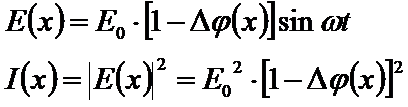 E(x) = E₀ · [1 − Δφ(x)] sin ωt
I(x) = |E(x)|² = E₀² · [1 − Δφ(x)]²